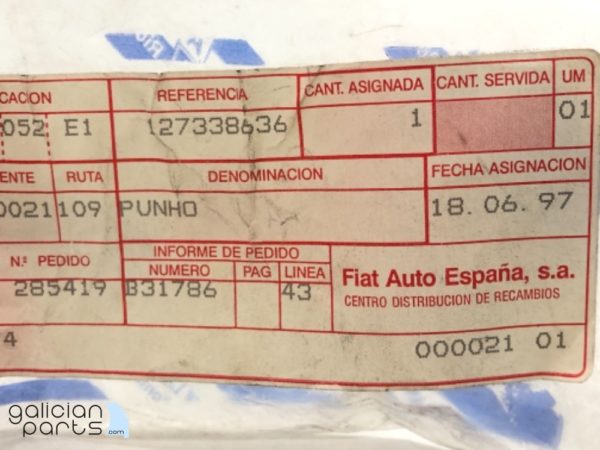 CACION REFERENCIA CANT. ASIGNADA CANT. SERVIDA UM
052 E1 127338636 1 01
ENTE RUTA DENOMINACION FECHA ASIGNACION
0021 109 PUNHO 18. 06. 97
N.º PEDIDO INFORME DE PEDIDO
NUMERO PAG LINEA
285419 B31786 43
Fiat Auto España, s.a.
CENTRO DISTRIBUCION DE RECAMBIOS
4 000021 01
galician
parts.com